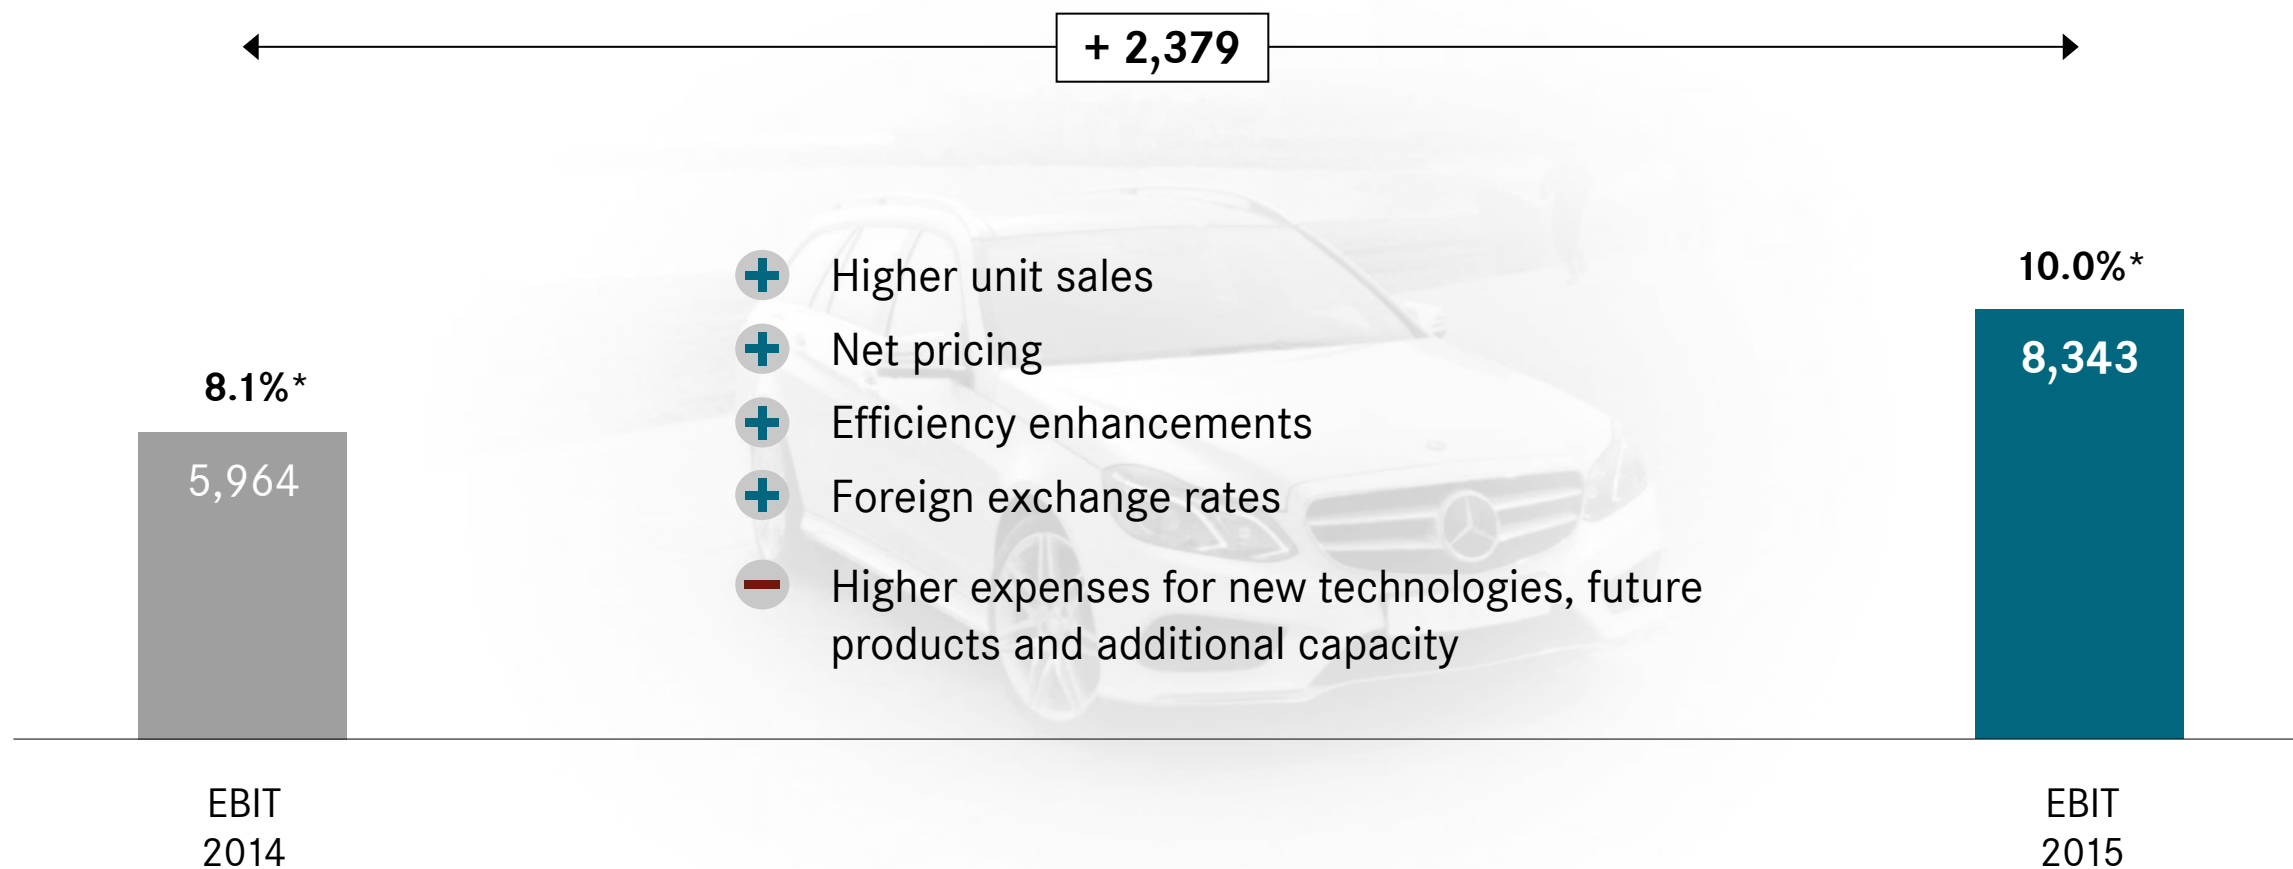 + 2,379
Higher unit sales
Net pricing
Efficiency enhancements
Foreign exchange rates
Higher expenses for new technologies, future
products and additional capacity
8.1%*
5,964
10.0%*
8,343
EBIT
2014
EBIT
2015